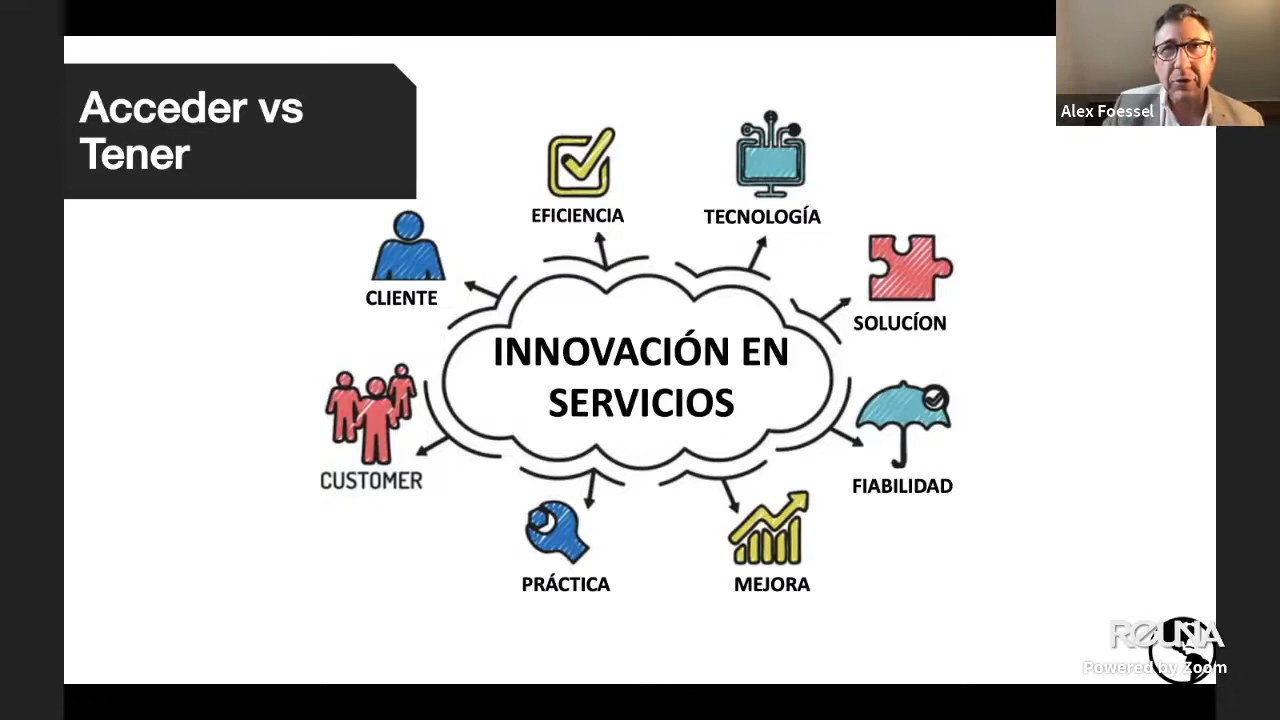 Acceder vs
Tener
Alex Foessel
EFICIENCIA
TECNOLOGÍA
CLIENTE
SOLUCÍON
INNOVACIÓN EN
SERVICIOS
CUSTOMER
FIABILIDAD
PRÁCTICA
MEJORA
REUNA
Powered by Zoom